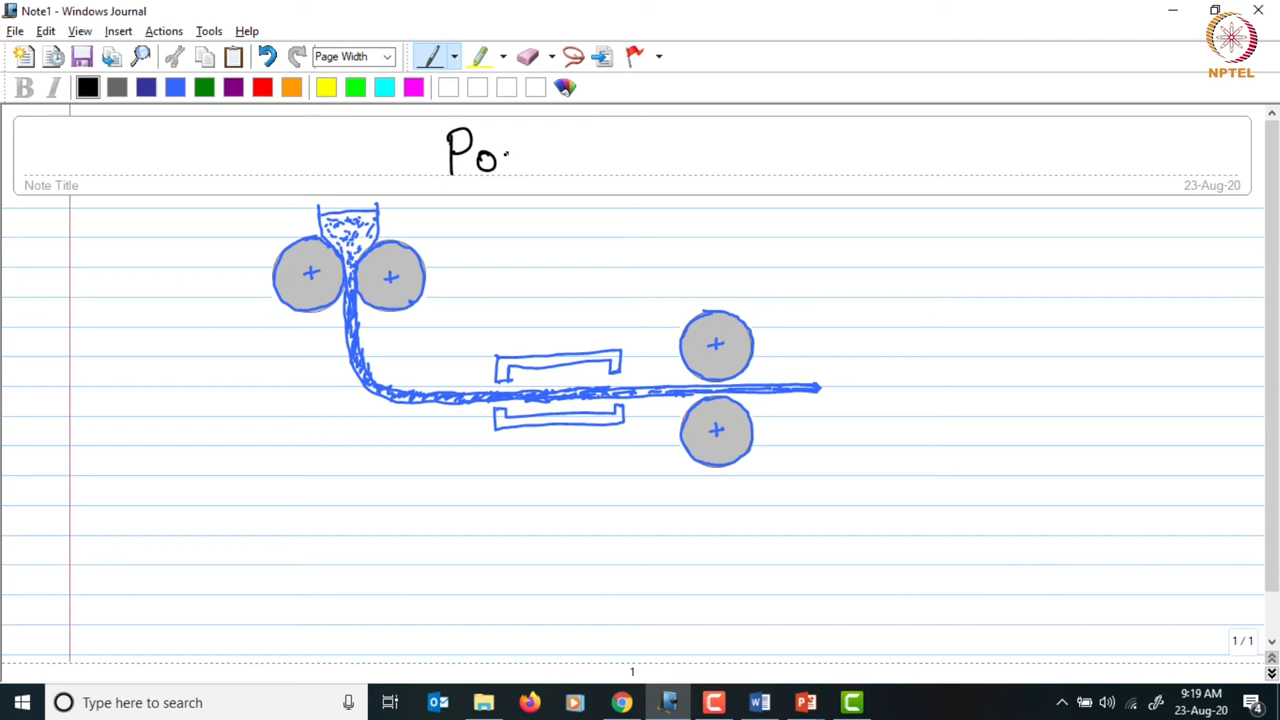 Note1 - Windows Journal
File Edit View Insert Actions Tools Help
NPTEL
Page Width
B I
Po
Note Title
23-Aug-20
1 / 1
1
Type here to search
9:19 AM
23-Aug-20
4